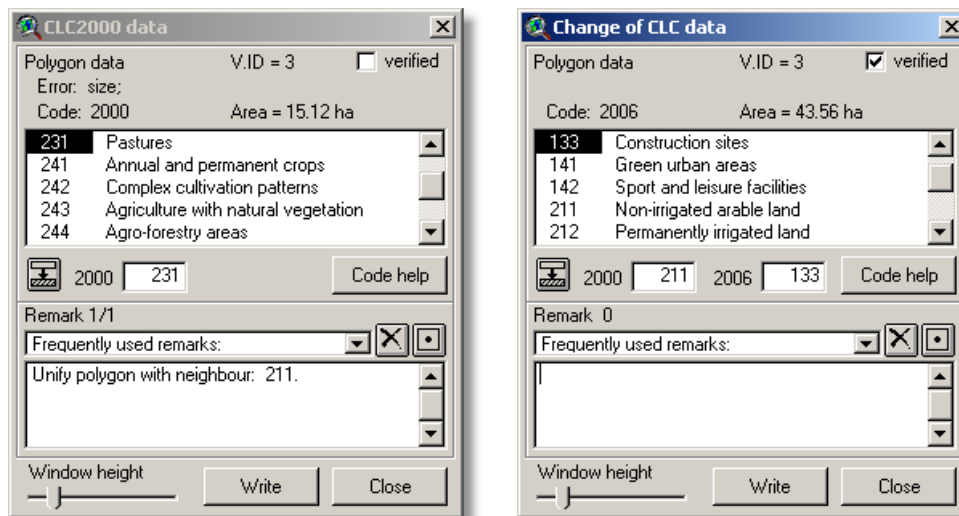 CLC2000 data
Polygon data V.ID = 3 verified
Error: size;
Code: 2000 Area = 15.12 ha
231 Pastures
241 Annual and permanent crops
242 Complex cultivation patterns
243 Agriculture with natural vegetation
244 Agro-forestry areas
2000 231 Code help
Remark 1/1
Frequently used remarks:
Unify polygon with neighbour: 211.
Window height Write Close
Change of CLC data
Polygon data V.ID = 3 verified
Code: 2006 Area = 43.56 ha
133 Construction sites
141 Green urban areas
142 Sport and leisure facilities
211 Non-irrigated arable land
212 Permanently irrigated land
2000 211 2006 133 Code help
Remark 0
Frequently used remarks:
Window height Write Close